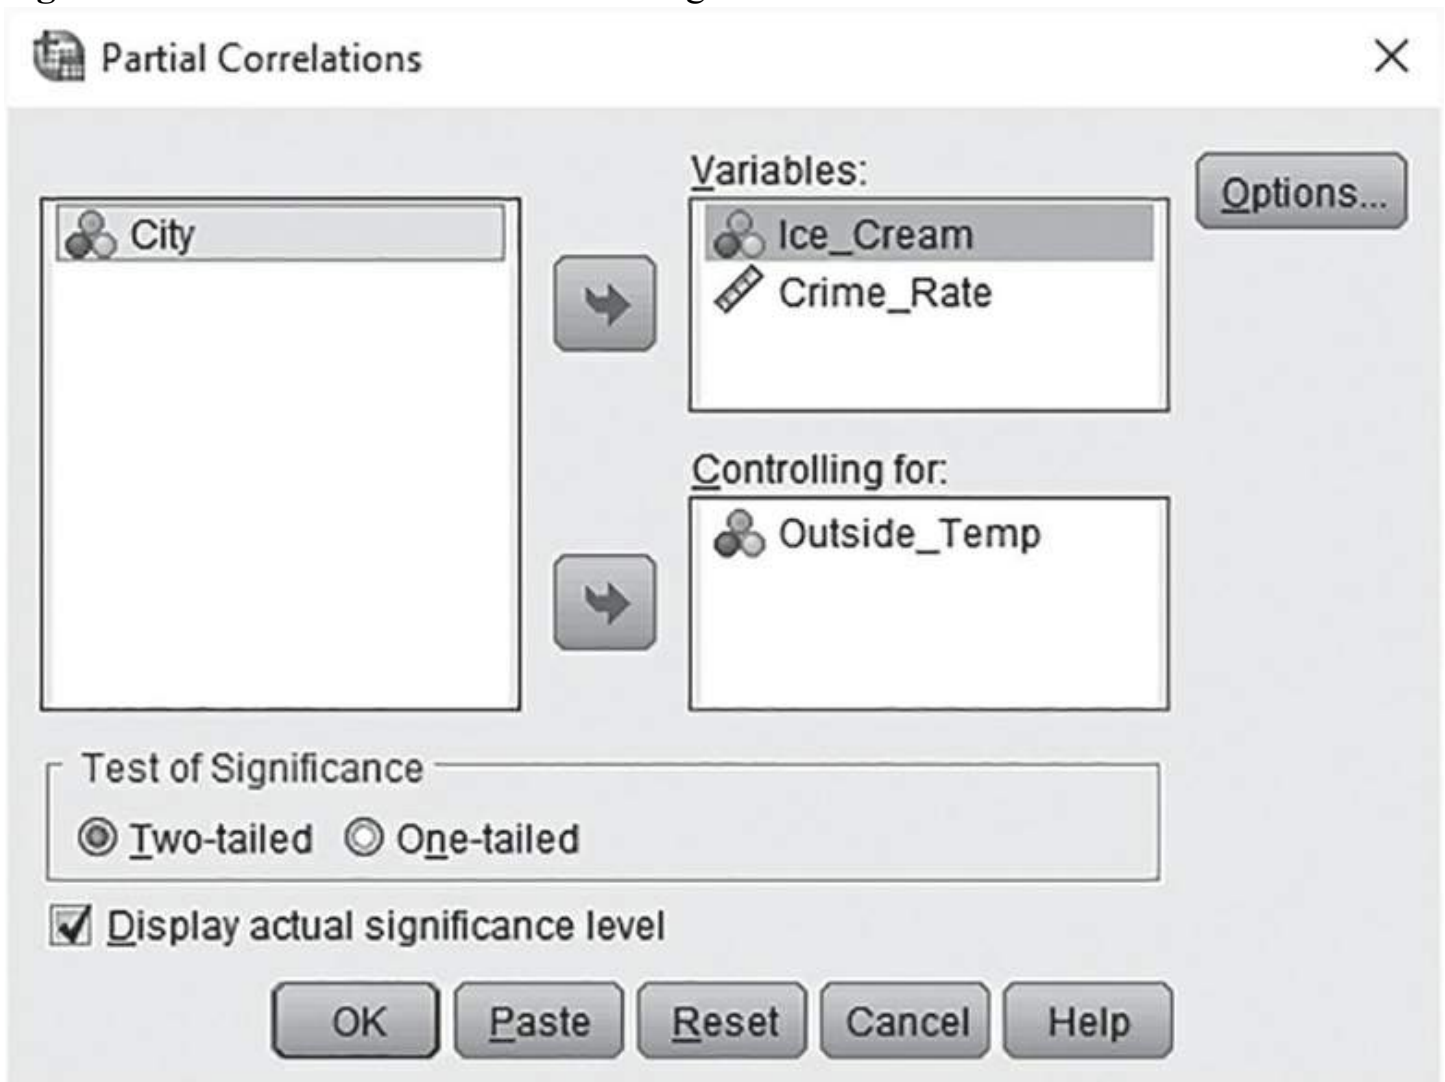 Partial Correlations
Variables:
Options...
City
Ice_Cream
Crime_Rate
Controlling for:
Outside_Temp
Test of Significance
Two-tailed One-tailed
Display actual significance level
OK Paste Reset Cancel Help